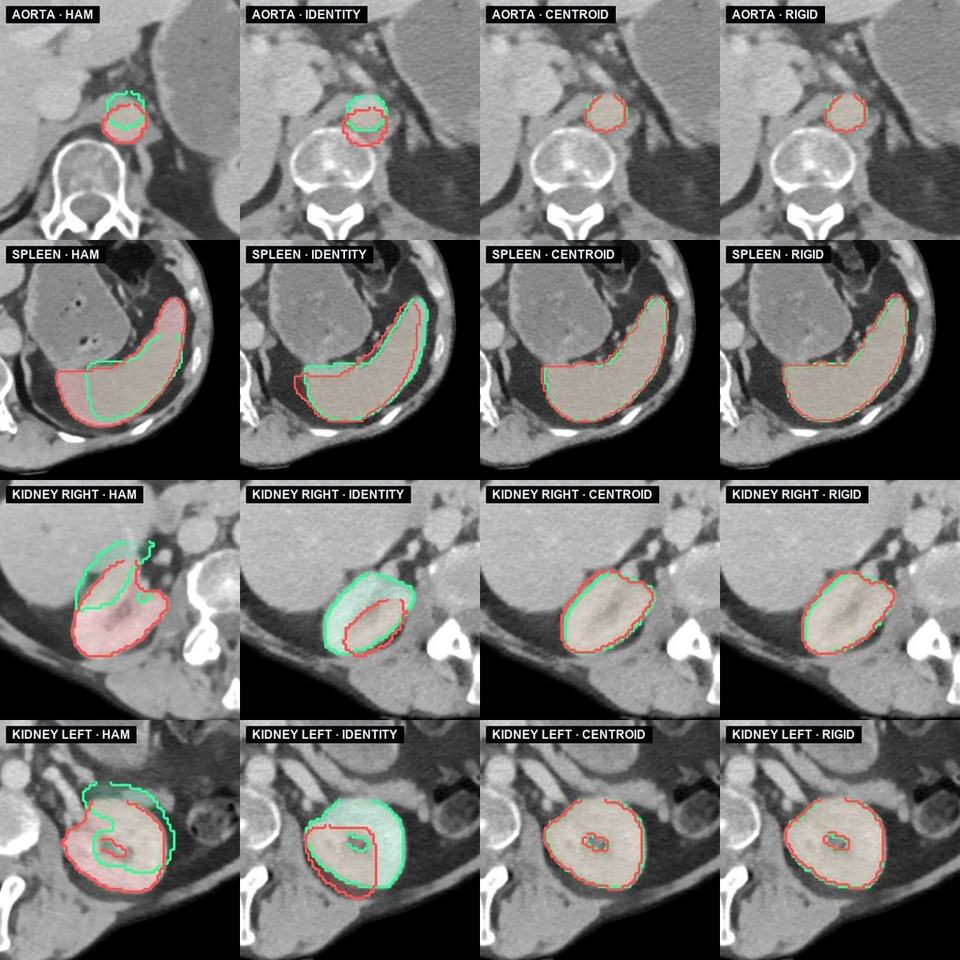 AORTA · HAM
AORTA · IDENTITY
AORTA · CENTROID
AORTA · RIGID
SPLEEN · HAM
SPLEEN · IDENTITY
SPLEEN · CENTROID
SPLEEN · RIGID
KIDNEY RIGHT · HAM
KIDNEY RIGHT · IDENTITY
KIDNEY RIGHT · CENTROID
KIDNEY RIGHT · RIGID
KIDNEY LEFT · HAM
KIDNEY LEFT · IDENTITY
KIDNEY LEFT · CENTROID
KIDNEY LEFT · RIGID